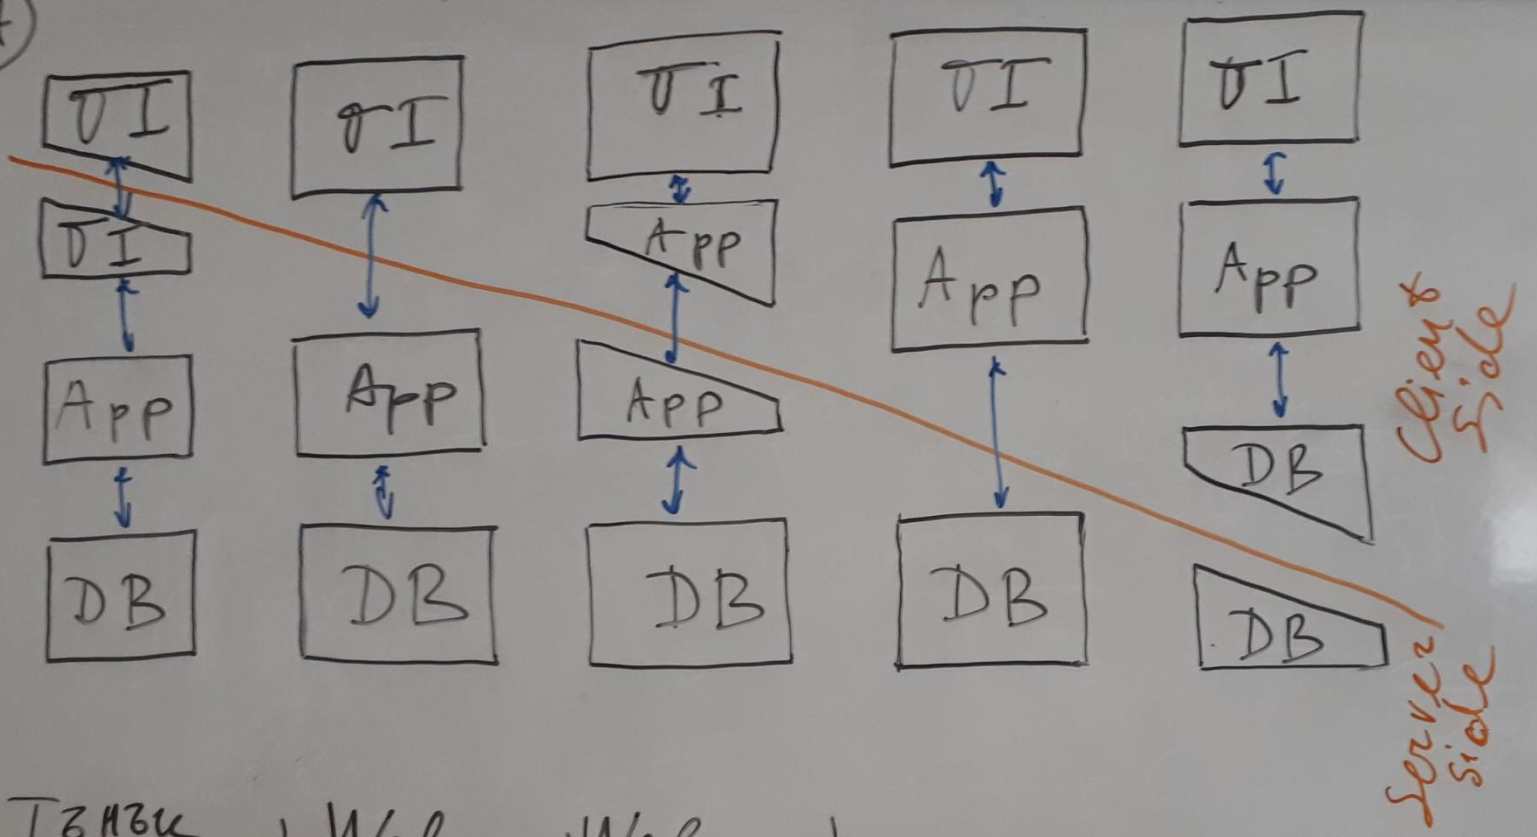 UI UI UI UI UI
UI App App App
App App App DB
DB DB DB DB DB
Client
Side
Server
Side
Тънък